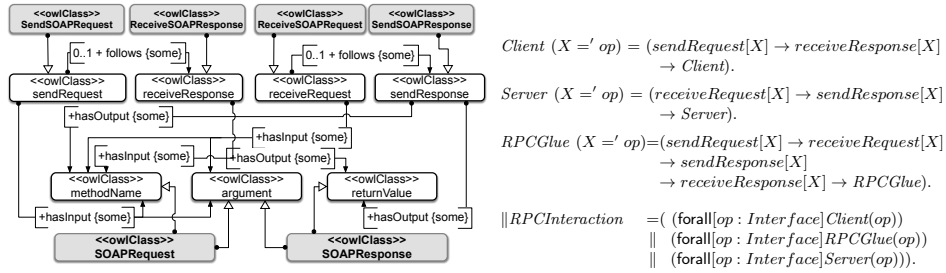 <<owlClass>>
SendSOAPRequest
<<owlClass>>
ReceiveSOAPResponse
<<owlClass>>
ReceiveSOAPRequest
<<owlClass>>
SendSOAPResponse
0..1 + follows {some}
0..1 + follows {some}
<<owlClass>>
sendRequest
<<owlClass>>
receiveResponse
<<owlClass>>
receiveRequest
<<owlClass>>
sendResponse
+hasOutput {some}
+hasInput {some}
+hasInput {some}
+hasOutput {some}
<<owlClass>>
methodName
<<owlClass>>
argument
<<owlClass>>
returnValue
+hasInput {some}
+hasOutput {some}
<<owlClass>>
SOAPRequest
<<owlClass>>
SOAPResponse
Client (X =' op) = (sendRequest[X] → receiveResponse[X]
→ Client).
Server (X =' op) = (receiveRequest[X] → sendResponse[X]
→ Server).
RPCGlue (X =' op)=(sendRequest[X] → receiveRequest[X]
→ sendResponse[X]
→ receiveResponse[X] → RPCGlue).
‖RPCInteraction =( (forall[op : Interface]Client(op))
‖ (forall[op : Interface]RPCGlue(op))
‖ (forall[op : Interface]Server(op))).